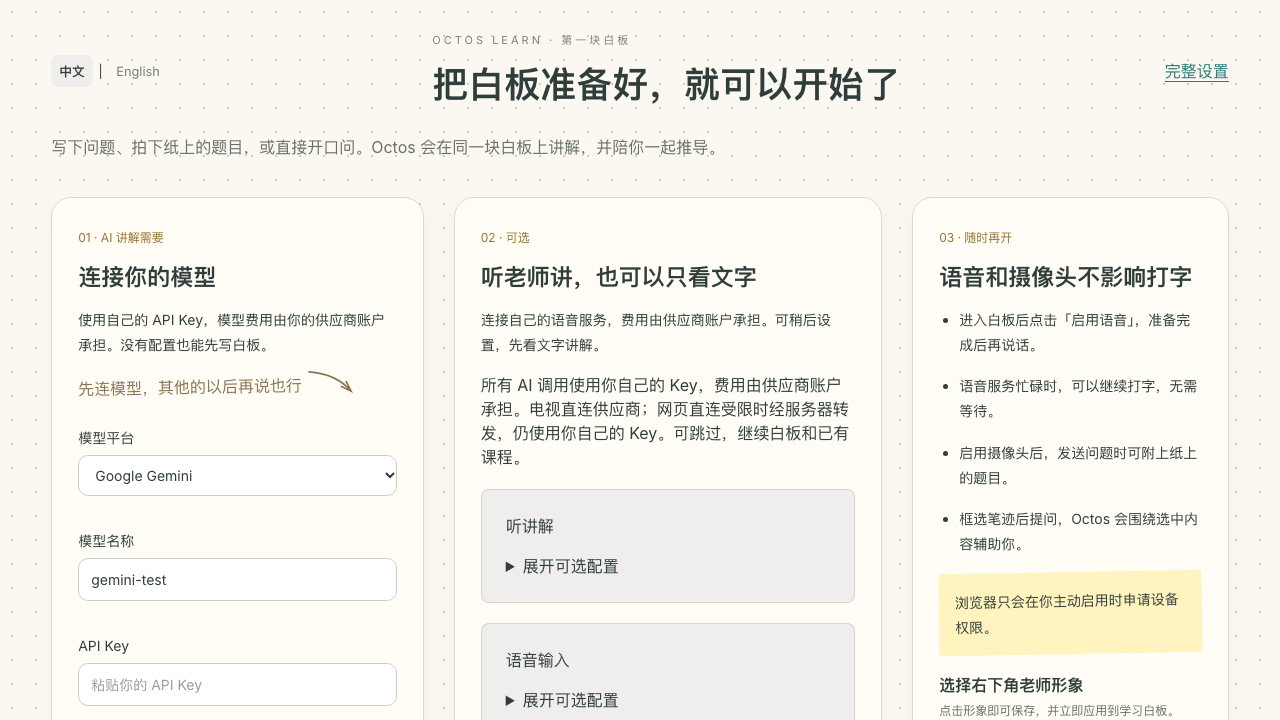 OCTOS LEARN · 第一块白板
中文 | English
把白板准备好，就可以开始了
完整设置
写下问题、拍下纸上的题目，或直接开口问。Octos 会在同一块白板上讲解，并陪你一起推导。
01 · AI 讲解需要
连接你的模型
使用自己的 API Key，模型费用由你的供应商账户
承担。没有配置也能先写白板。
先连模型，其他的以后再说也行
模型平台
Google Gemini
模型名称
gemini-test
API Key
粘贴你的 API Key
02 · 可选
听老师讲，也可以只看文字
连接自己的语音服务，费用由供应商账户承担。可稍后设
置，先看文字讲解。
所有 AI 调用使用你自己的 Key，费用由供应商账户
承担。电视直连供应商；网页直连受限时经服务器转
发，仍使用你自己的 Key。可跳过，继续白板和已有
课程。
听讲解
▶ 展开可选配置
语音输入
▶ 展开可选配置
03 · 随时再开
语音和摄像头不影响打字
• 进入白板后点击「启用语音」，准备完
成后再说话。
• 语音服务忙碌时，可以继续打字，无需
等待。
• 启用摄像头后，发送问题时可附上纸上
的题目。
• 框选笔迹后提问，Octos 会围绕选中内
容辅助你。
浏览器只会在你主动启用时申请设备
权限。
选择右下角老师形象
点击形象即可保存，并立即应用到学习白板。